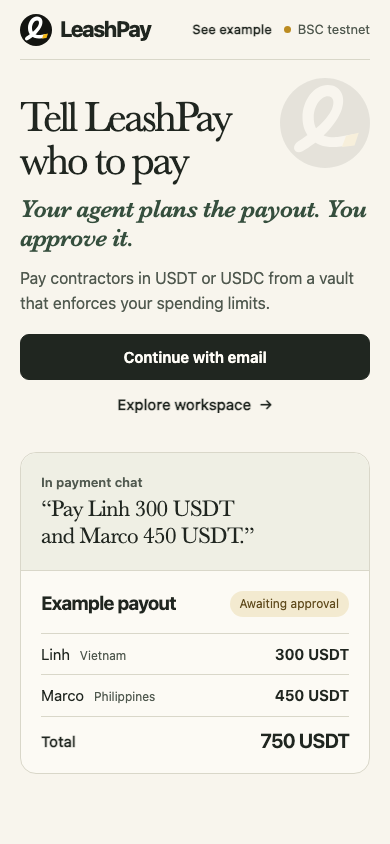 LeashPay
See example
BSC testnet
Tell LeashPay
who to pay
Your agent plans the payout. You
approve it.
Pay contractors in USDT or USDC from a vault
that enforces your spending limits.
Continue with email
Explore workspace →
In payment chat
“Pay Linh 300 USDT
and Marco 450 USDT.”
Example payout
Awaiting approval
Linh Vietnam 300 USDT
Marco Philippines 450 USDT
Total 750 USDT